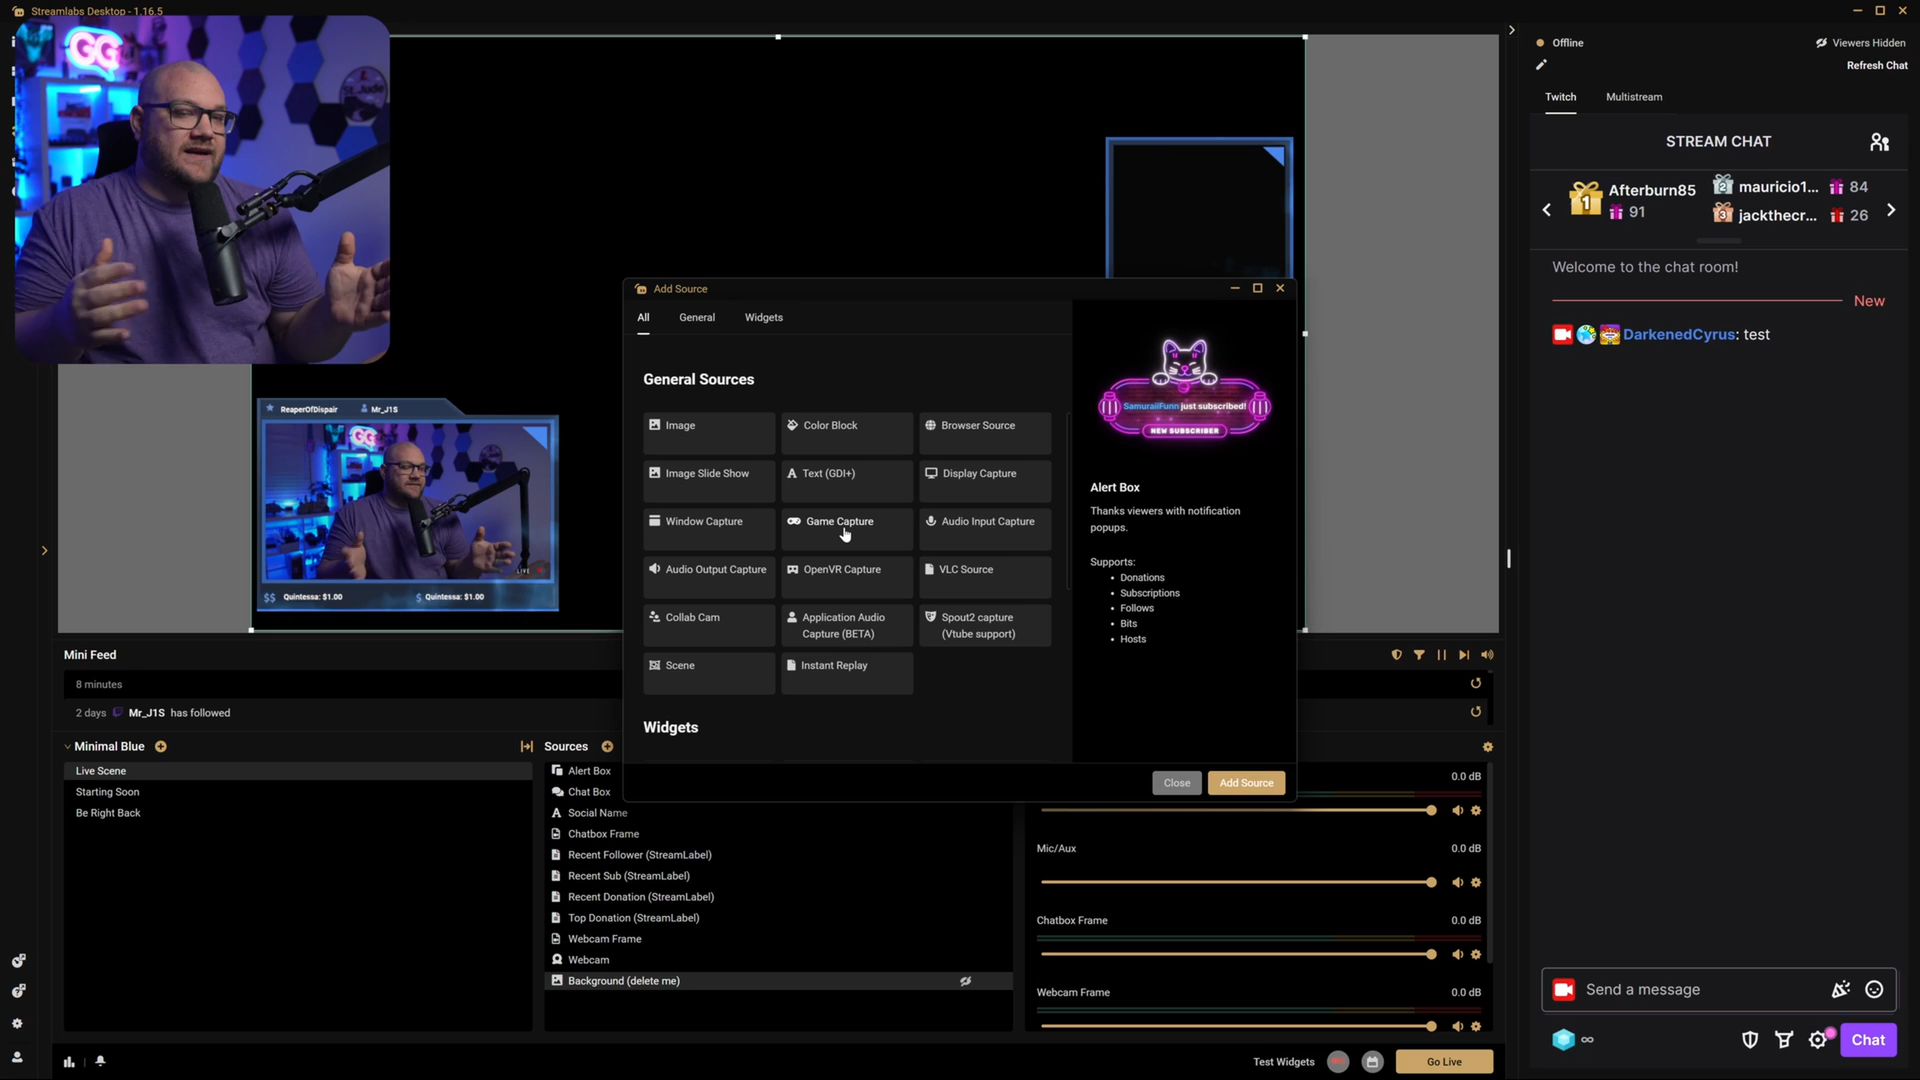 Streamlabs Desktop - 1.16.5
GG
St. Jude
Offline
Viewers Hidden
Refresh Chat
Twitch
Multistream
STREAM CHAT
1
Afterburn85
91
2
mauricio1...
84
3
jackthecr...
26
Welcome to the chat room!
New
DarkenedCyrus: test
Add Source
All
General
Widgets
General Sources
Image
Color Block
Browser Source
Image Slide Show
Text (GDI+)
Display Capture
Window Capture
Game Capture
Audio Input Capture
Audio Output Capture
OpenVR Capture
VLC Source
Collab Cam
Application Audio
Capture (BETA)
Spout2 capture
(Vtube support)
Scene
Instant Replay
Widgets
SamuraiiFunn just subscribed!
NEW SUBSCRIBER
Alert Box
Thanks viewers with notification
popups.
Supports:
• Donations
• Subscriptions
• Follows
• Bits
• Hosts
Close
Add Source
ReaperOfDispair
Mr_J1S
GG
LIVE
$$ Quintessa: $1.00
$ Quintessa: $1.00
Mini Feed
8 minutes
2 days Mr_J1S has followed
Minimal Blue
Live Scene
Starting Soon
Be Right Back
Sources
Alert Box
Chat Box
Social Name
Chatbox Frame
Recent Follower (StreamLabel)
Recent Sub (StreamLabel)
Recent Donation (StreamLabel)
Top Donation (StreamLabel)
Webcam Frame
Webcam
Background (delete me)
0.0 dB
Mic/Aux
0.0 dB
Chatbox Frame
0.0 dB
Webcam Frame
0.0 dB
Test Widgets
Go Live
Send a message
Chat